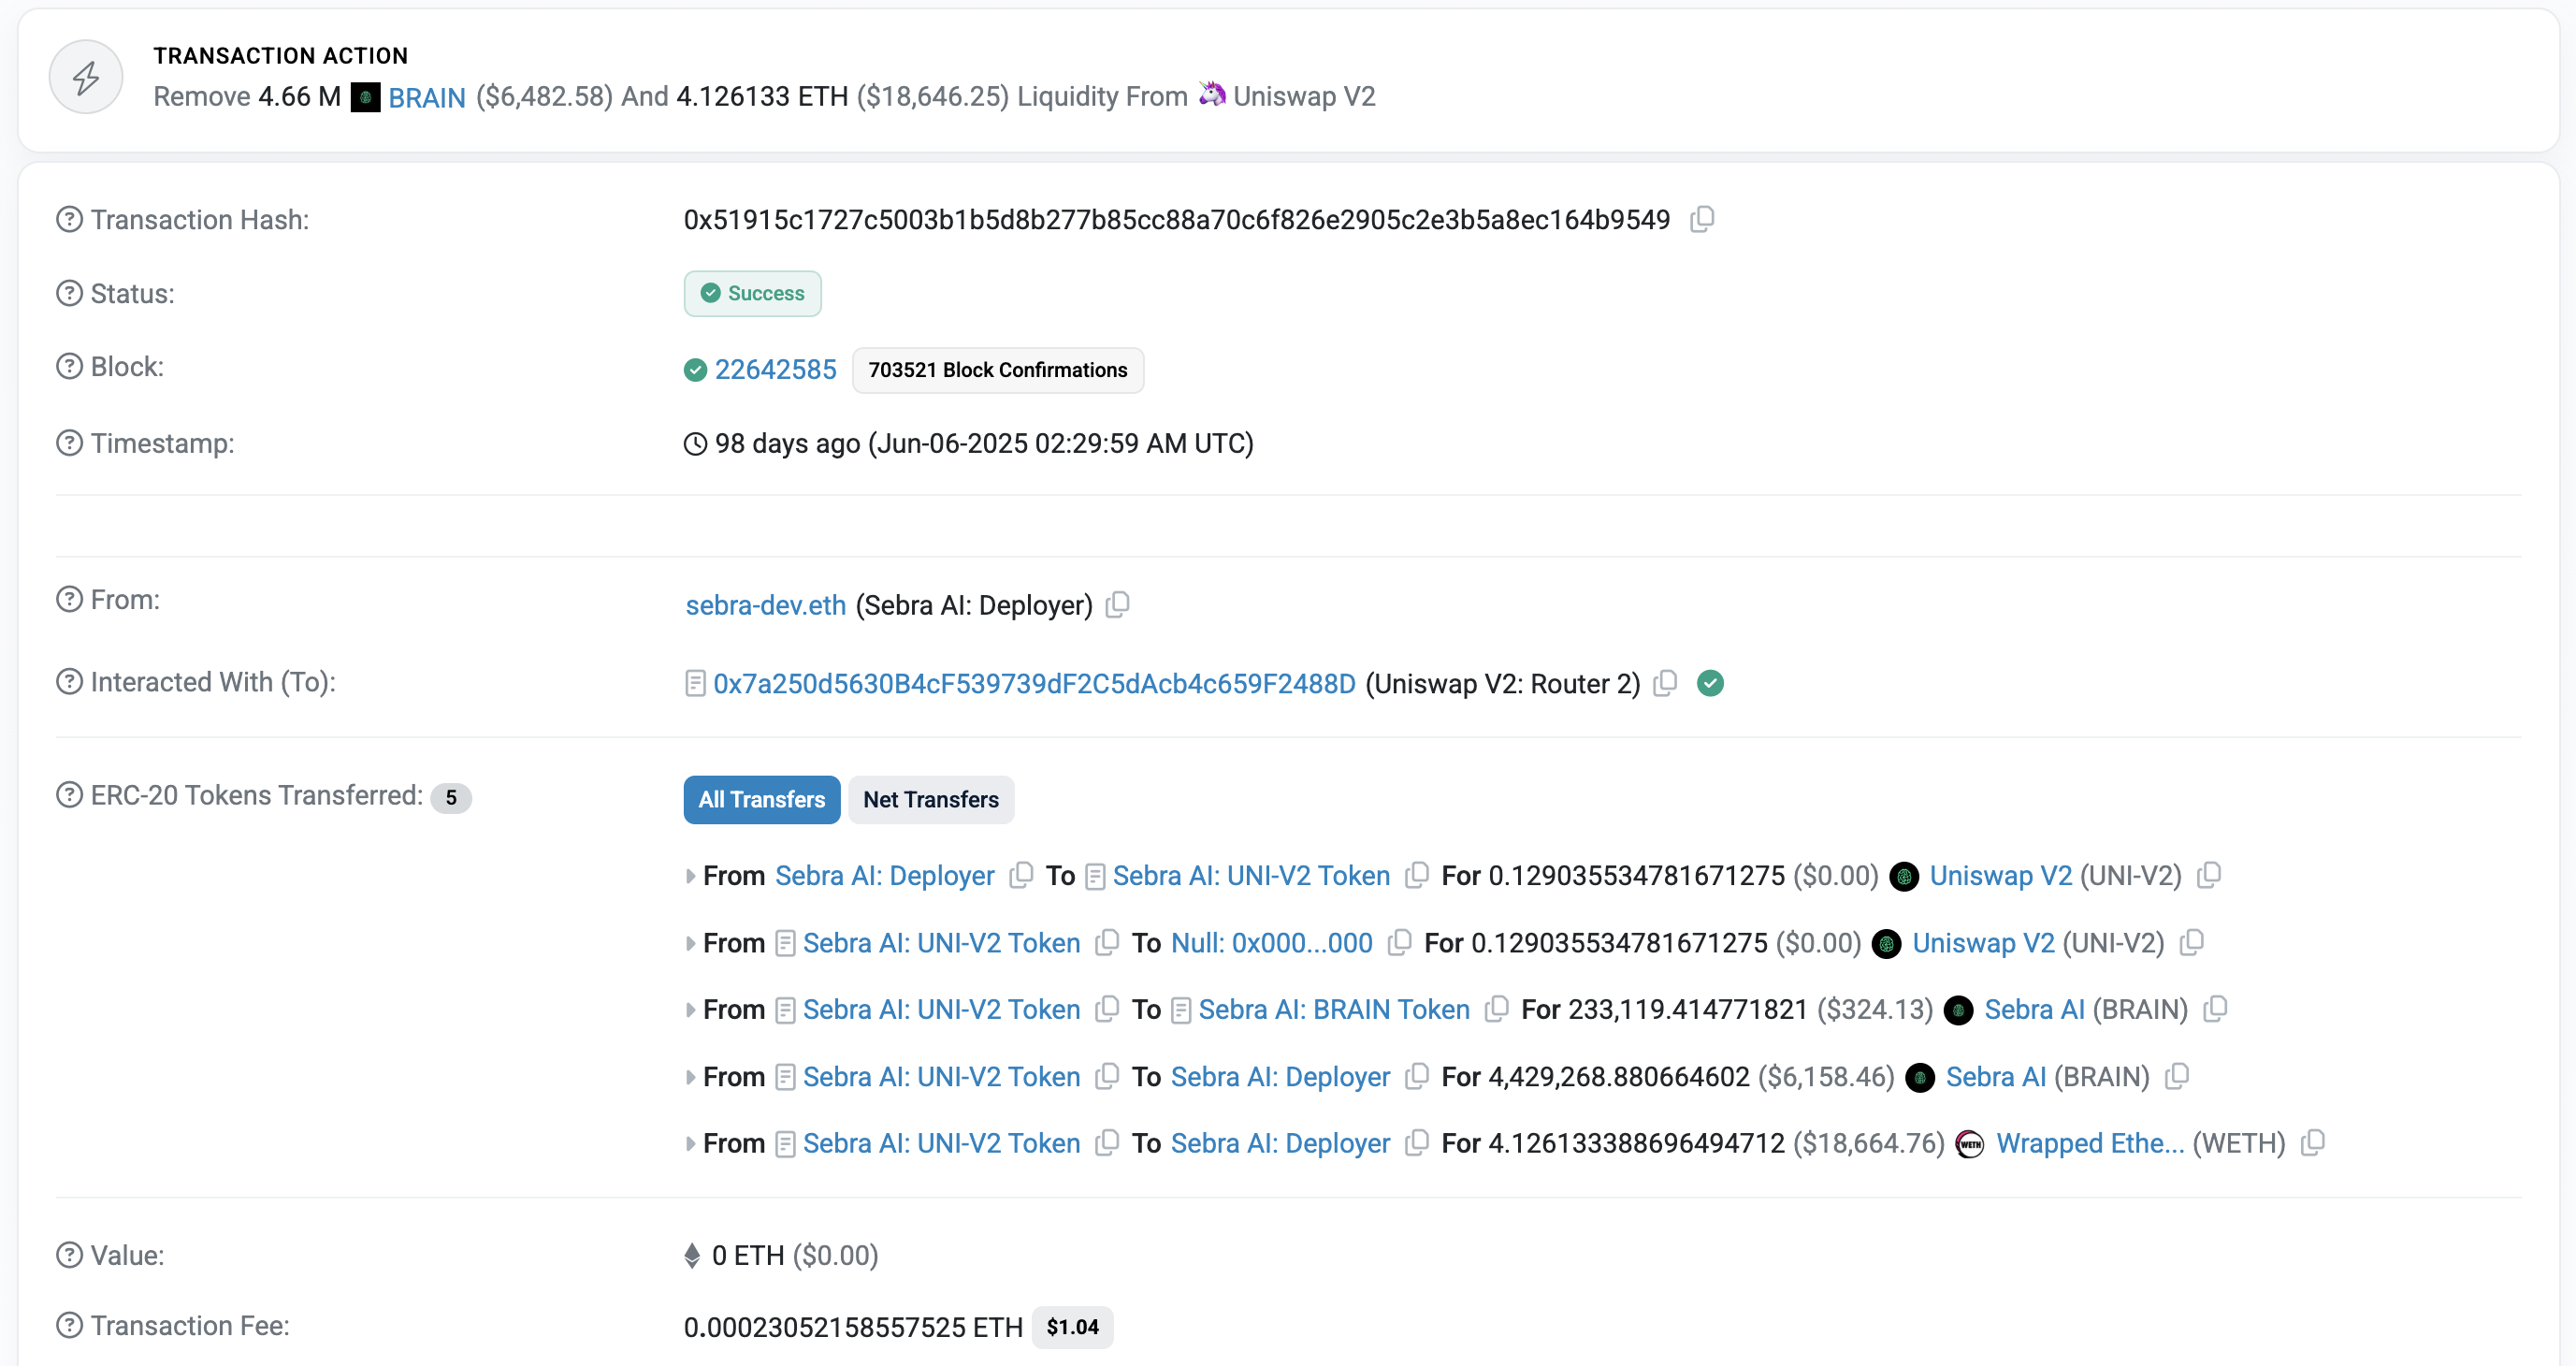 TRANSACTION ACTION
Remove 4.66 M BRAIN ($6,482.58) And 4.126133 ETH ($18,646.25) Liquidity From Uniswap V2
Transaction Hash: 0x51915c1727c5003b1b5d8b277b85cc88a70c6f826e2905c2e3b5a8ec164b9549
Status: Success
Block: 22642585 703521 Block Confirmations
Timestamp: 98 days ago (Jun-06-2025 02:29:59 AM UTC)
From: sebra-dev.eth (Sebra AI: Deployer)
Interacted With (To): 0x7a250d5630B4cF539739dF2C5dAcb4c659F2488D (Uniswap V2: Router 2)
ERC-20 Tokens Transferred: 5 All Transfers Net Transfers
From Sebra AI: Deployer To Sebra AI: UNI-V2 Token For 0.129035534781671275 ($0.00) Uniswap V2 (UNI-V2)
From Sebra AI: UNI-V2 Token To Null: 0x000...000 For 0.129035534781671275 ($0.00) Uniswap V2 (UNI-V2)
From Sebra AI: UNI-V2 Token To Sebra AI: BRAIN Token For 233,119.414771821 ($324.13) Sebra AI (BRAIN)
From Sebra AI: UNI-V2 Token To Sebra AI: Deployer For 4,429,268.880664602 ($6,158.46) Sebra AI (BRAIN)
From Sebra AI: UNI-V2 Token To Sebra AI: Deployer For 4.126133388696494712 ($18,664.76) WETH Wrapped Ethe... (WETH)
Value: 0 ETH ($0.00)
Transaction Fee: 0.00023052158557525 ETH $1.04